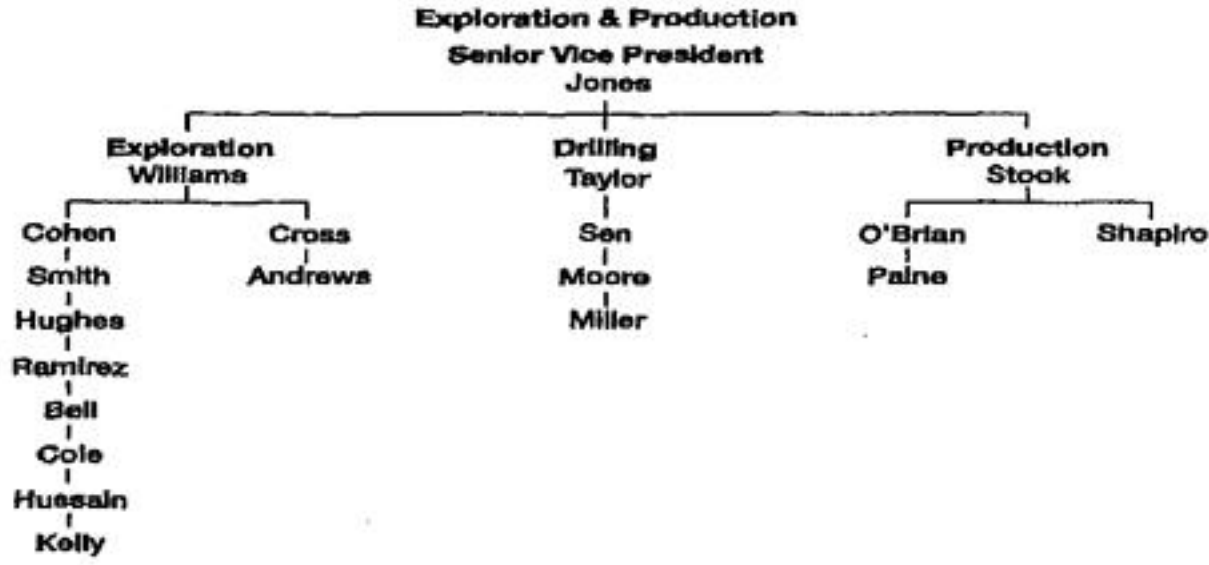 Exploration & Production
Senior Vice President
Jones
Exploration
Williams
Drilling
Taylor
Production
Stock
Cohen
Cross
Sen
O'Brian
Shapiro
Smith
Andrews
Moore
Paine
Hughes
Miller
Ramirez
Bell
Cole
Hussain
Kelly